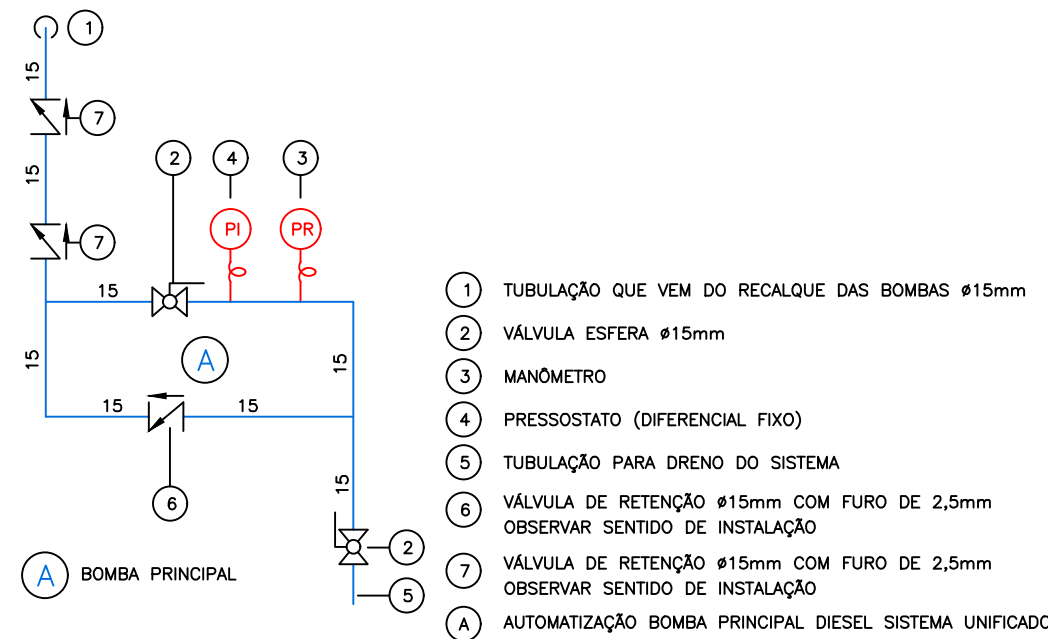 1
15
7
15
2
4
3
7
PI
PR
15
15
A
15
15
15
15
6
2
5
A BOMBA PRINCIPAL
1 TUBULAÇÃO QUE VEM DO RECALQUE DAS BOMBAS ø15mm
2 VÁLVULA ESFERA ø15mm
3 MANÔMETRO
4 PRESSOSTATO (DIFERENCIAL FIXO)
5 TUBULAÇÃO PARA DRENO DO SISTEMA
6 VÁLVULA DE RETENÇÃO ø15mm COM FURO DE 2,5mm
OBSERVAR SENTIDO DE INSTALAÇÃO
7 VÁLVULA DE RETENÇÃO ø15mm COM FURO DE 2,5mm
OBSERVAR SENTIDO DE INSTALAÇÃO
A AUTOMATIZAÇÃO BOMBA PRINCIPAL DIESEL SISTEMA UNIFICADO